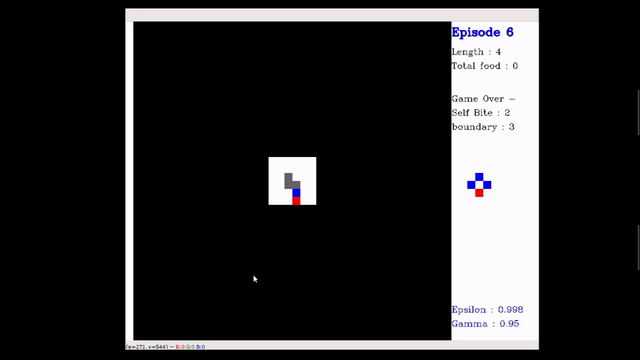 Episode 6
Length : 4
Total food : 0
Game Over -
Self Bite : 2
boundary : 3
Epsilon : 0.998
Gamma : 0.95
(x=271, y=544) ~ R:0 G:0 B:0